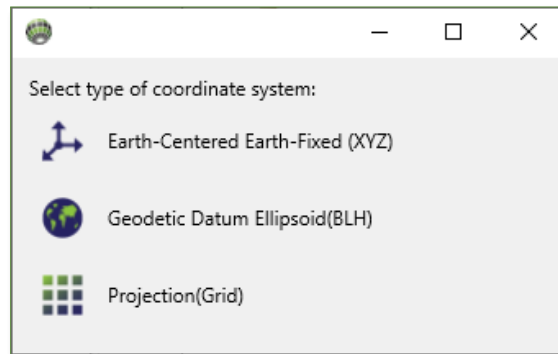 Select type of coordinate system:
Earth-Centered Earth-Fixed (XYZ)
Geodetic Datum Ellipsoid(BLH)
Projection(Grid)